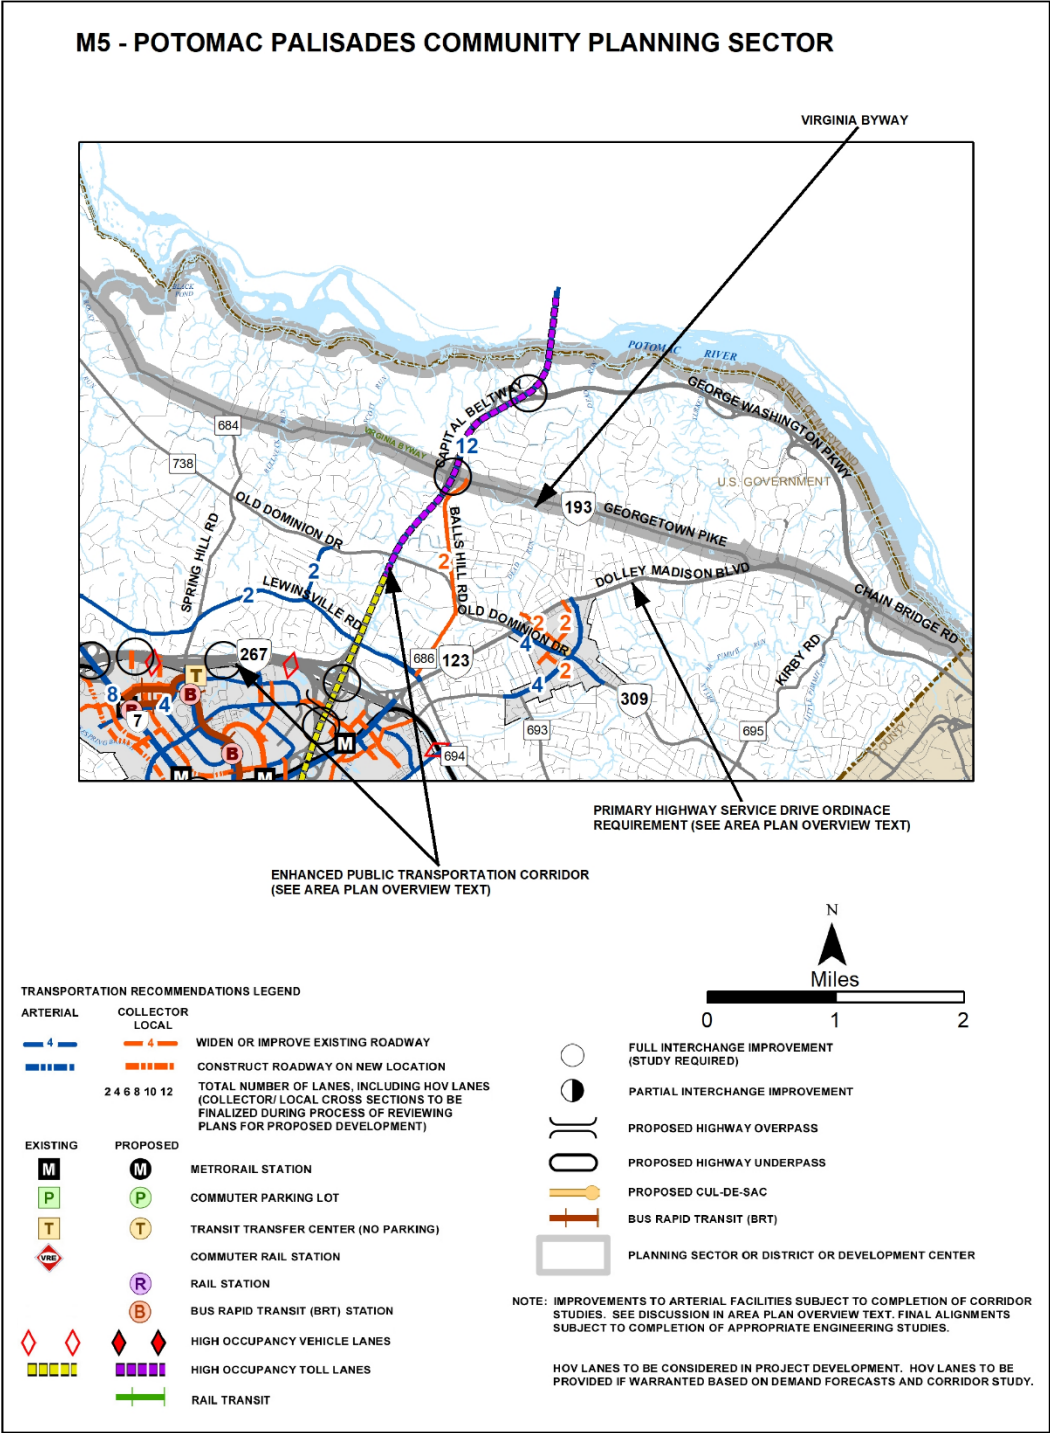 M5 - POTOMAC PALISADES COMMUNITY PLANNING SECTOR
VIRGINIA BYWAY
POTOMAC RIVER
CAPITAL BELTWAY
GEORGE WASHINGTON PKWY
VIRGINIA BYWAY
12
684
738
U.S. GOVERNMENT
193
GEORGETOWN PIKE
OLD DOMINION DR
SPRING HILL RD
BALLS HILL RD
2
2
2
LEWINSVILLE RD
DOLLEY MADISON BLVD
CHAIN BRIDGE RD
OLD DOMINION DR
2
2
4
2
4
KIRBY RD
267
686
123
309
T
B
8
4
B
7
B
M
693
695
694
M
M
PRIMARY HIGHWAY SERVICE DRIVE ORDINACE
REQUIREMENT (SEE AREA PLAN OVERVIEW TEXT)
ENHANCED PUBLIC TRANSPORTATION CORRIDOR
(SEE AREA PLAN OVERVIEW TEXT)
N
Miles
0 1 2
TRANSPORTATION RECOMMENDATIONS LEGEND
ARTERIAL
COLLECTOR
LOCAL
4 4 WIDEN OR IMPROVE EXISTING ROADWAY
CONSTRUCT ROADWAY ON NEW LOCATION
2 4 6 8 10 12 TOTAL NUMBER OF LANES, INCLUDING HOV LANES
(COLLECTOR/ LOCAL CROSS SECTIONS TO BE
FINALIZED DURING PROCESS OF REVIEWING
PLANS FOR PROPOSED DEVELOPMENT)
EXISTING PROPOSED
M M METRORAIL STATION
P P COMMUTER PARKING LOT
T T TRANSIT TRANSFER CENTER (NO PARKING)
VRE COMMUTER RAIL STATION
R RAIL STATION
B BUS RAPID TRANSIT (BRT) STATION
HIGH OCCUPANCY VEHICLE LANES
HIGH OCCUPANCY TOLL LANES
RAIL TRANSIT
FULL INTERCHANGE IMPROVEMENT
(STUDY REQUIRED)
PARTIAL INTERCHANGE IMPROVEMENT
PROPOSED HIGHWAY OVERPASS
PROPOSED HIGHWAY UNDERPASS
PROPOSED CUL-DE-SAC
BUS RAPID TRANSIT (BRT)
PLANNING SECTOR OR DISTRICT OR DEVELOPMENT CENTER
NOTE: IMPROVEMENTS TO ARTERIAL FACILITIES SUBJECT TO COMPLETION OF CORRIDOR
STUDIES. SEE DISCUSSION IN AREA PLAN OVERVIEW TEXT. FINAL ALIGNMENTS
SUBJECT TO COMPLETION OF APPROPRIATE ENGINEERING STUDIES.
HOV LANES TO BE CONSIDERED IN PROJECT DEVELOPMENT. HOV LANES TO BE
PROVIDED IF WARRANTED BASED ON DEMAND FORECASTS AND CORRIDOR STUDY.